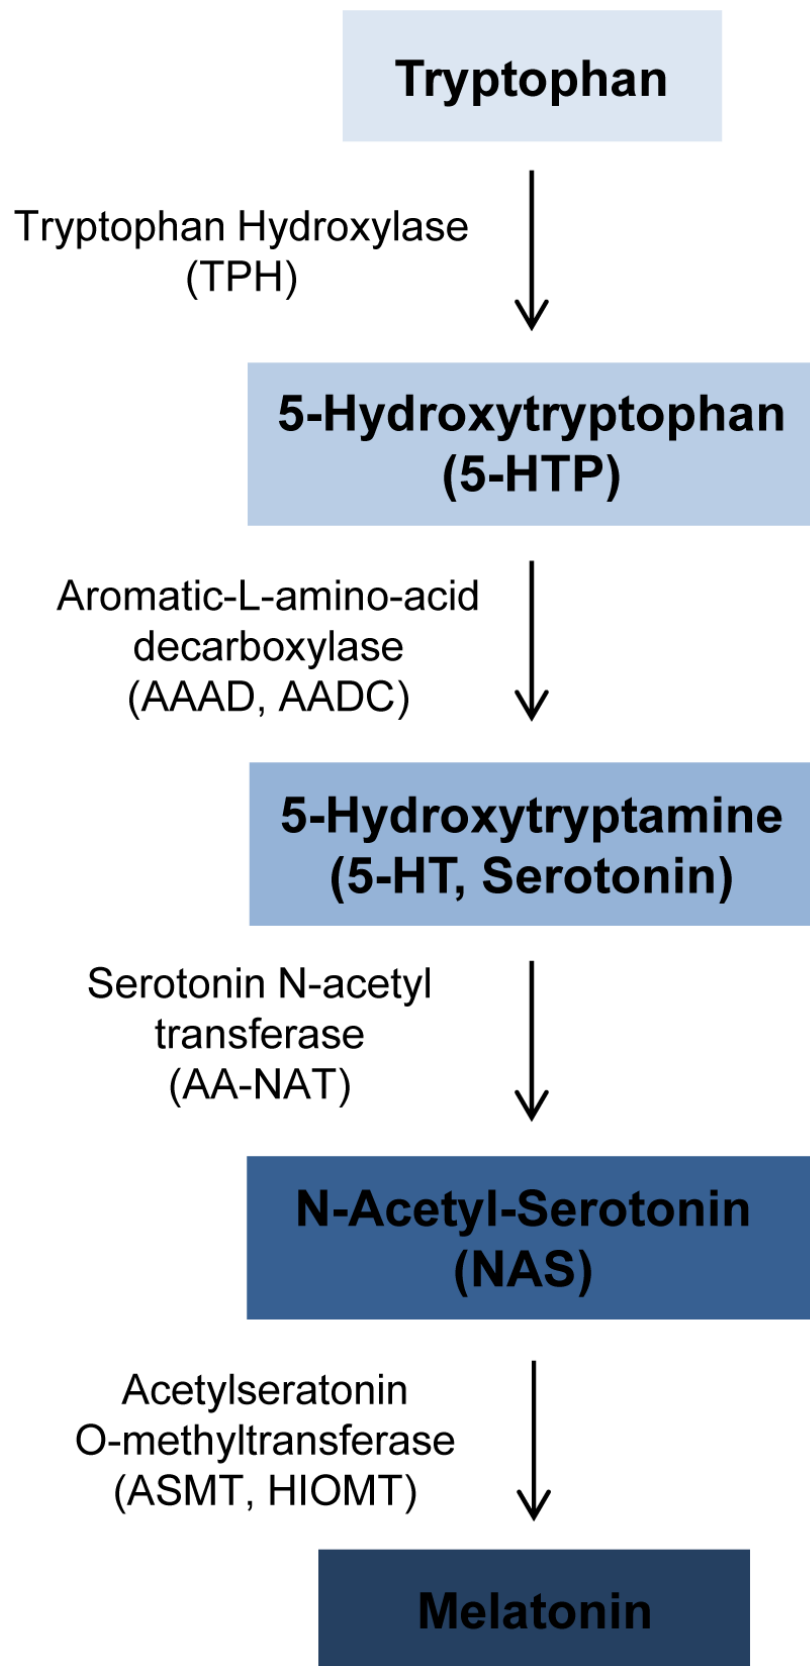 Tryptophan
Tryptophan Hydroxylase
(TPH)
5-Hydroxytryptophan
(5-HTP)
Aromatic-L-amino-acid
decarboxylase
(AAAD, AADC)
5-Hydroxytryptamine
(5-HT, Serotonin)
Serotonin N-acetyl
transferase
(AA-NAT)
N-Acetyl-Serotonin
(NAS)
Acetylseratonin
O-methyltransferase
(ASMT, HIOMT)
Melatonin